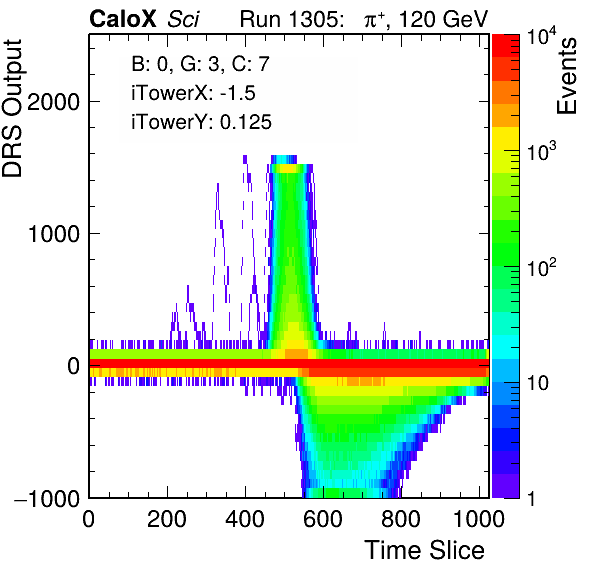 CaloX Sci Run 1305: π⁺, 120 GeV
B: 0, G: 3, C: 7
iTowerX: -1.5
iTowerY: 0.125
DRS Output
2000
1000
0
−1000
0 200 400 600 800 1000
Time Slice
Events
10⁴
10³
10²
10
1